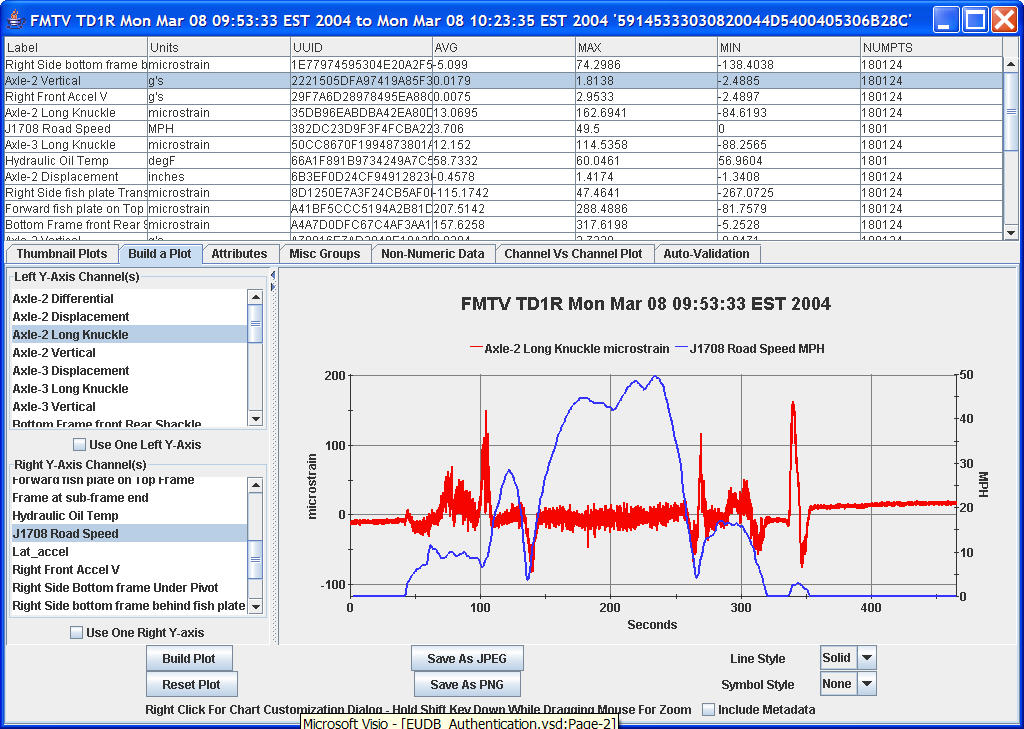 FMTV TD1R Mon Mar 08 09:53:33 EST 2004 to Mon Mar 08 10:23:35 EST 2004 '59145333030820044D5400405306B28C'
Label Units UUID AVG MAX MIN NUMPTS
Right Side bottom frame b microstrain 1E77974595304E20A2F5 -5.099 74.2986 -138.4038 180124
Axle-2 Vertical g's 2221505DFA97419A85F3 0.0179 1.8138 -2.4885 180124
Right Front Accel V g's 29F7A6D28978495EA88C 0.0075 2.9533 -2.4897 180124
Axle-2 Long Knuckle microstrain 35DB96EABDBA42EA80D 13.0695 162.6941 -84.6193 180124
J1708 Road Speed MPH 382DC23D9F3F4FCBA22 3.706 49.5 0 1801
Axle-3 Long Knuckle microstrain 50CC8670F1994873801A 12.152 114.5358 -88.2565 180124
Hydraulic Oil Temp degF 66A1F891B9734249A7C5 58.7332 60.0461 56.9604 1801
Axle-2 Displacement inches 6B3EF0D24CF949128230 -0.4578 1.4174 -1.3408 180124
Right Side fish plate Trans microstrain 8D1250E7A3F24CB5AF0 -115.1742 47.4641 -267.0725 180124
Forward fish plate on Top microstrain A41BF5CCC5194A2B81D 207.5142 288.4886 -81.7579 180124
Bottom Frame front Rear S microstrain A4A7D0DFC67C4AF3AA1 157.6258 317.6198 -5.2528 180124
Thumbnail Plots Build a Plot Attributes Misc Groups Non-Numeric Data Channel Vs Channel Plot Auto-Validation
Left Y-Axis Channel(s)
Axle-2 Differential
Axle-2 Displacement
Axle-2 Long Knuckle
Axle-2 Vertical
Axle-3 Displacement
Axle-3 Long Knuckle
Axle-3 Vertical
Bottom Frame front Rear Shackle
Use One Left Y-Axis
Right Y-Axis Channel(s)
Forward fish plate on Top Frame
Frame at sub-frame end
Hydraulic Oil Temp
J1708 Road Speed
Lat_accel
Right Front Accel V
Right Side Bottom frame Under Pivot
Right Side bottom frame behind fish plate
Use One Right Y-axis
FMTV TD1R Mon Mar 08 09:53:33 EST 2004
Axle-2 Long Knuckle microstrain J1708 Road Speed MPH
200
100
0
-100
microstrain
50
40
30
20
10
0
MPH
0 100 200 300 400
Seconds
Build Plot Save As JPEG Line Style Solid
Reset Plot Save As PNG Symbol Style None
Right Click For Chart Customization Dialog - Hold Shift Key Down While Dragging Mouse For Zoom Include Metadata
Microsoft Visio - [EUDB_Authentication.vsd:Page-2]